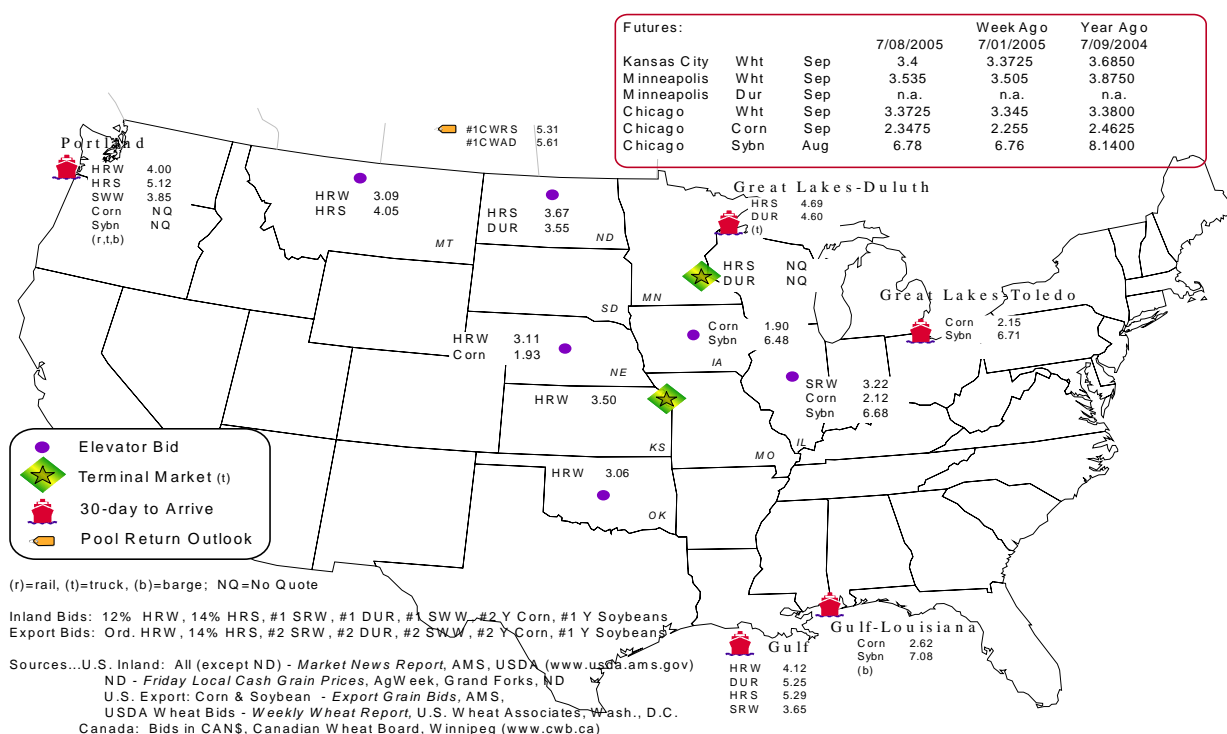 Futures:
Week Ago Year Ago
7/08/2005 7/01/2005 7/09/2004
Kansas City Wht Sep 3.4 3.3725 3.6850
Minneapolis Wht Sep 3.535 3.505 3.8750
Minneapolis Dur Sep n.a. n.a. n.a.
Chicago Wht Sep 3.3725 3.345 3.3800
Chicago Corn Sep 2.3475 2.255 2.4625
Chicago Sybn Aug 6.78 6.76 8.1400
#1CWRS 5.31
#1CWAD 5.61
Portland
HRW 4.00
HRS 5.12
SWW 3.85
Corn NQ
Sybn NQ
(r,t,b)
HRW 3.09
HRS 4.05
MT
HRS 3.67
DUR 3.55
ND
Great Lakes-Duluth
HRS 4.69
DUR 4.60
(t)
HRS NQ
DUR NQ
MN
SD
Great Lakes-Toledo
Corn 2.15
Sybn 6.71
HRW 3.11
Corn 1.93
NE
Corn 1.90
Sybn 6.48
IA
SRW 3.22
Corn 2.12
Sybn 6.68
IL
HRW 3.50
KS
MO
HRW 3.06
OK
Elevator Bid
Terminal Market (t)
30-day to Arrive
Pool Return Outlook
Gulf-Louisiana
Corn 2.62
Sybn 7.08
(b)
Gulf
HRW 4.12
DUR 5.25
HRS 5.29
SRW 3.65
(r)=rail, (t)=truck, (b)=barge; NQ=No Quote
Inland Bids: 12% HRW, 14% HRS, #1 SRW, #1 DUR, #1 SWW, #2 Y Corn, #1 Y Soybeans
Export Bids: Ord. HRW, 14% HRS, #2 SRW, #2 DUR, #2 SWW, #2 Y Corn, #1 Y Soybeans
Sources...U.S. Inland: All (except ND) - Market News Report, AMS, USDA (www.usda.ams.gov)
ND - Friday Local Cash Grain Prices, AgWeek, Grand Forks, ND
U.S. Export: Corn & Soybean - Export Grain Bids, AMS,
USDA Wheat Bids - Weekly Wheat Report, U.S. Wheat Associates, Wash., D.C.
Canada: Bids in CAN$, Canadian Wheat Board, Winnipeg (www.cwb.ca)